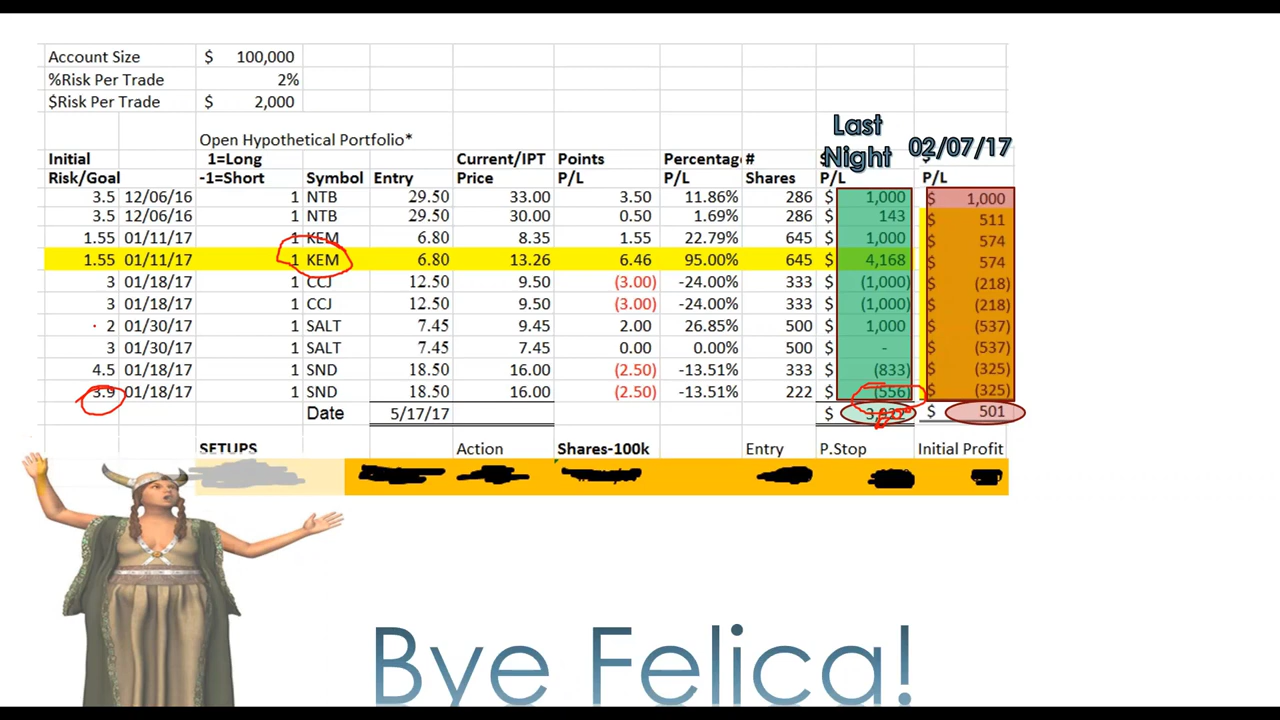 Account Size $ 100,000
%Risk Per Trade 2%
$Risk Per Trade $ 2,000
Last
Open Hypothetical Portfolio*
Night 02/07/17
Initial 1=Long Current/IPT Points Percentag #
Risk/Goal -1=Short Symbol Entry Price P/L P/L Shares P/L P/L
3.5 12/06/16 1 NTB 29.50 33.00 3.50 11.86% 286 $ 1,000 $ 1,000
3.5 12/06/16 1 NTB 29.50 30.00 0.50 1.69% 286 $ 143 $ 511
1.55 01/11/17 1 KEM 6.80 8.35 1.55 22.79% 645 $ 1,000 $ 574
1.55 01/11/17 1 KEM 6.80 13.26 6.46 95.00% 645 $ 4,168 $ 574
3 01/18/17 1 CCJ 12.50 9.50 (3.00) -24.00% 333 $ (1,000) $ (218)
3 01/18/17 1 CCJ 12.50 9.50 (3.00) -24.00% 333 $ (1,000) $ (218)
2 01/30/17 1 SALT 7.45 9.45 2.00 26.85% 500 $ 1,000 $ (537)
3 01/30/17 1 SALT 7.45 7.45 0.00 0.00% 500 $ - $ (537)
4.5 01/18/17 1 SND 18.50 16.00 (2.50) -13.51% 333 $ (833) $ (325)
3.9 01/18/17 1 SND 18.50 16.00 (2.50) -13.51% 222 $ (556) $ (325)
Date 5/17/17 $ $ 501
SETUPS Action Shares-100k Entry P.Stop Initial Profit
Bye Felica!